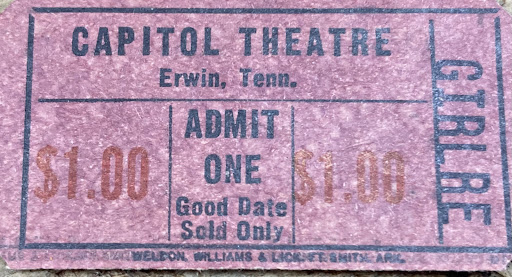 CAPITOL THEATRE
Erwin, Tenn.
$1.00
ADMIT
ONE
Good Date
Sold Only
$1.00
GIRLRE
WELDON, WILLIAMS & LICK, FT. SMITH, ARK.